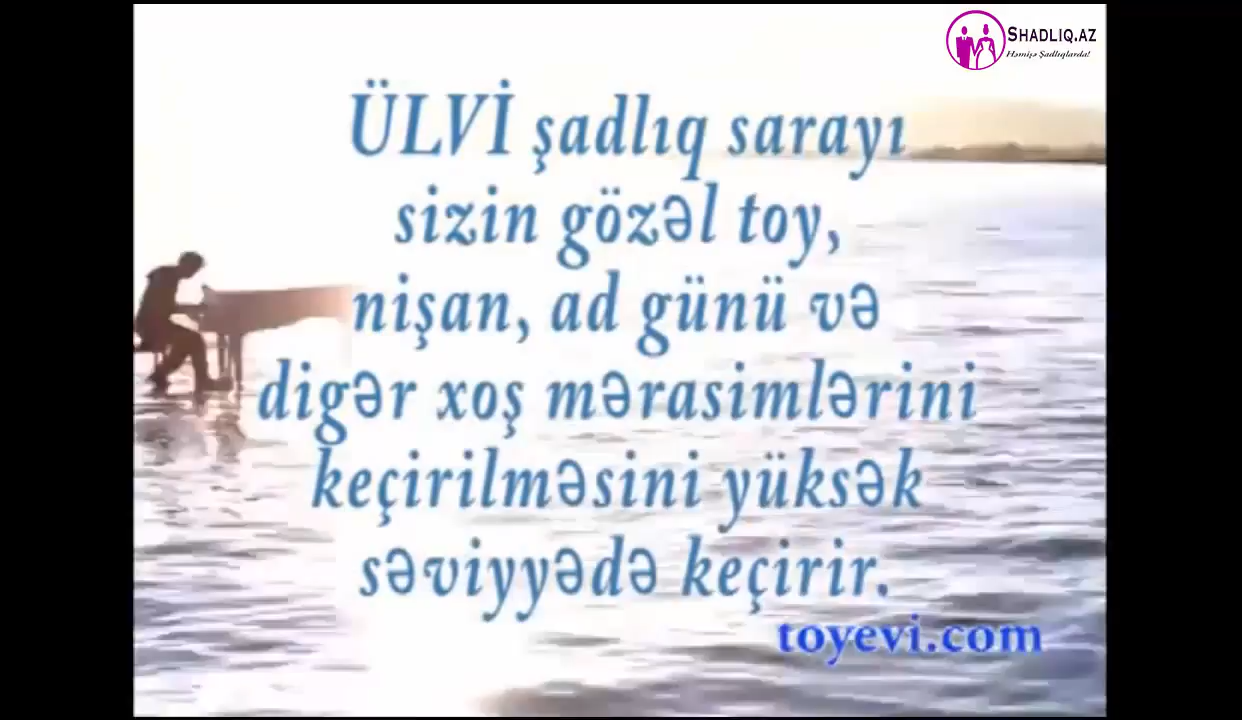 SHADLIQ.AZ
Həmişə Şadlıqlarda!
ÜLVİ şadlıq sarayı
sizin gözəl toy,
nişan, ad günü və
digər xoş mərasimlərini
keçirilməsini yüksək
səviyyədə keçirir.
toyevi.com